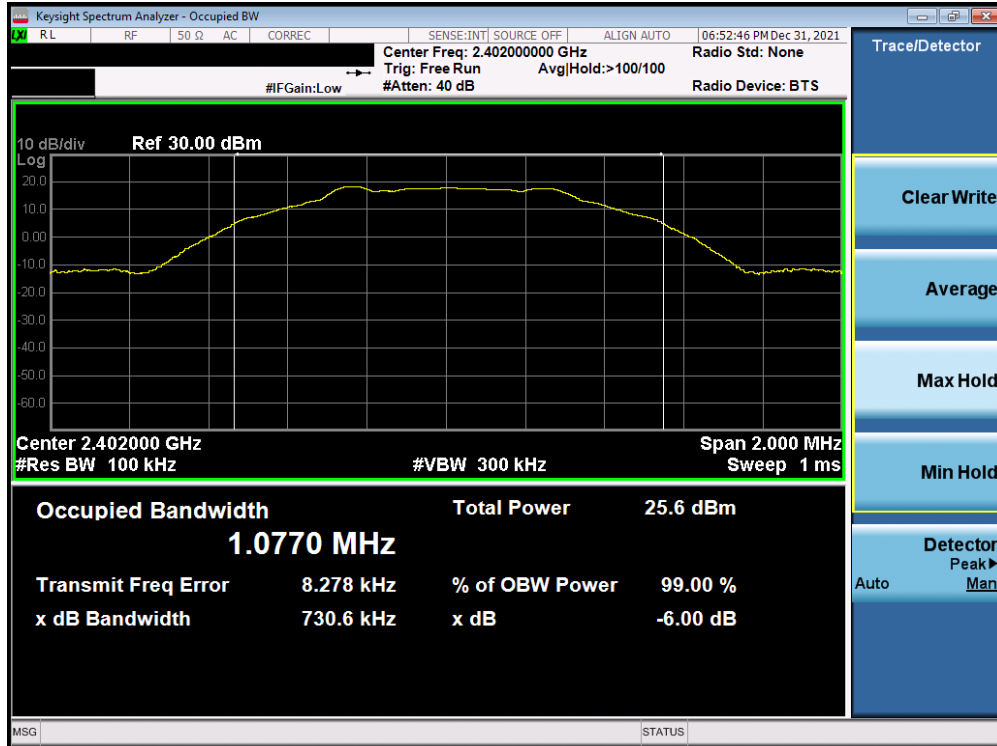 Keysight Spectrum Analyzer - Occupied BW
LXI RL RF 50 Ω AC CORREC SENSE:INT SOURCE OFF ALIGN AUTO 06:52:46 PM Dec 31, 2021
Center Freq: 2.402000000 GHz Radio Std: None
Trig: Free Run Avg|Hold:>100/100
#IFGain:Low #Atten: 40 dB Radio Device: BTS
Trace/Detector
10 dB/div Ref 30.00 dBm
Log
20.0
10.0
0.00
-10.0
-20.0
-30.0
-40.0
-50.0
-60.0
Center 2.402000 GHz Span 2.000 MHz
#Res BW 100 kHz #VBW 300 kHz Sweep 1 ms
Occupied Bandwidth Total Power 25.6 dBm
1.0770 MHz
Transmit Freq Error 8.278 kHz % of OBW Power 99.00 %
x dB Bandwidth 730.6 kHz x dB -6.00 dB
Clear Write
Average
Max Hold
Min Hold
Detector
Peak▶
Auto Man
MSG STATUS